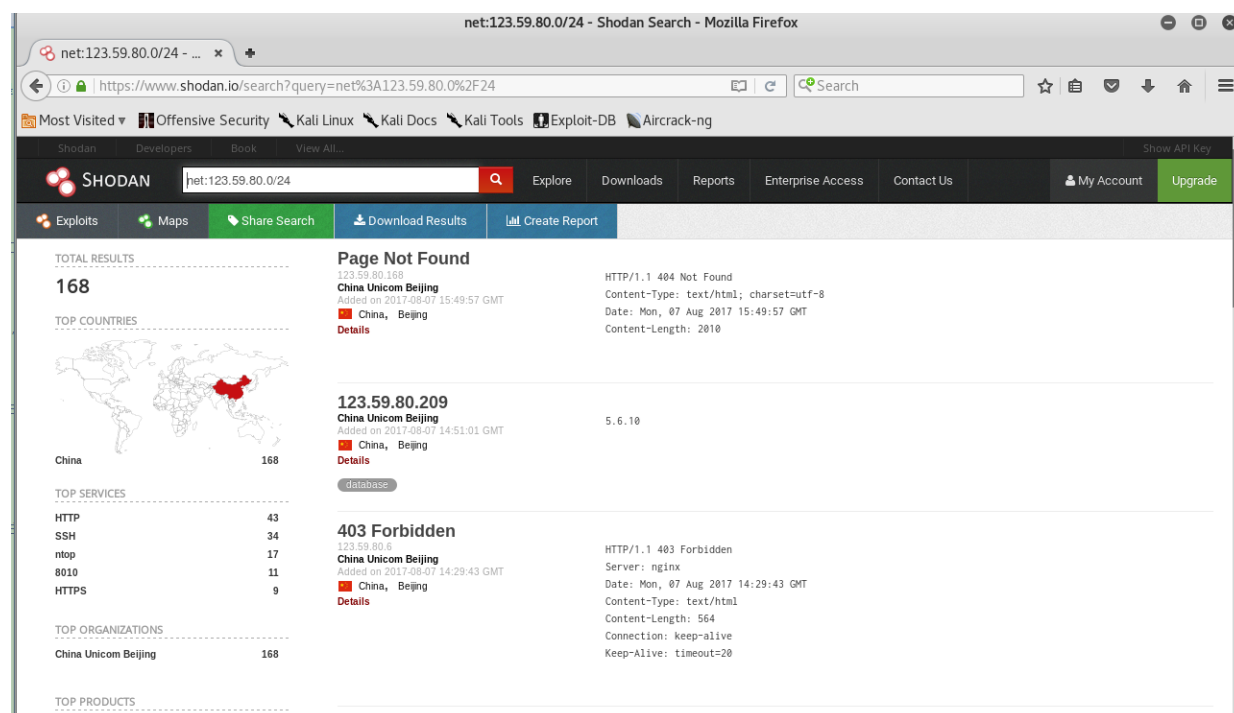 net:123.59.80.0/24 - Shodan Search - Mozilla Firefox
net:123.59.80.0/24 - ...
https://www.shodan.io/search?query=net%3A123.59.80.0%2F24
Search
Most Visited Offensive Security Kali Linux Kali Docs Kali Tools Exploit-DB Aircrack-ng
Shodan Developers Book View All... Show API Key
SHODAN net:123.59.80.0/24 Explore Downloads Reports Enterprise Access Contact Us My Account Upgrade
Exploits Maps Share Search Download Results Create Report
TOTAL RESULTS
168
TOP COUNTRIES
China 168
TOP SERVICES
HTTP 43
SSH 34
ntop 17
8010 11
HTTPS 9
TOP ORGANIZATIONS
China Unicom Beijing 168
TOP PRODUCTS
Page Not Found
123.59.80.168
China Unicom Beijing
Added on 2017-08-07 15:49:57 GMT
China, Beijing
Details
HTTP/1.1 404 Not Found
Content-Type: text/html; charset=utf-8
Date: Mon, 07 Aug 2017 15:49:57 GMT
Content-Length: 2010
123.59.80.209
China Unicom Beijing
Added on 2017-08-07 14:51:01 GMT
China, Beijing
Details
database
5.6.10
403 Forbidden
123.59.80.6
China Unicom Beijing
Added on 2017-08-07 14:29:43 GMT
China, Beijing
Details
HTTP/1.1 403 Forbidden
Server: nginx
Date: Mon, 07 Aug 2017 14:29:43 GMT
Content-Type: text/html
Content-Length: 564
Connection: keep-alive
Keep-Alive: timeout=20